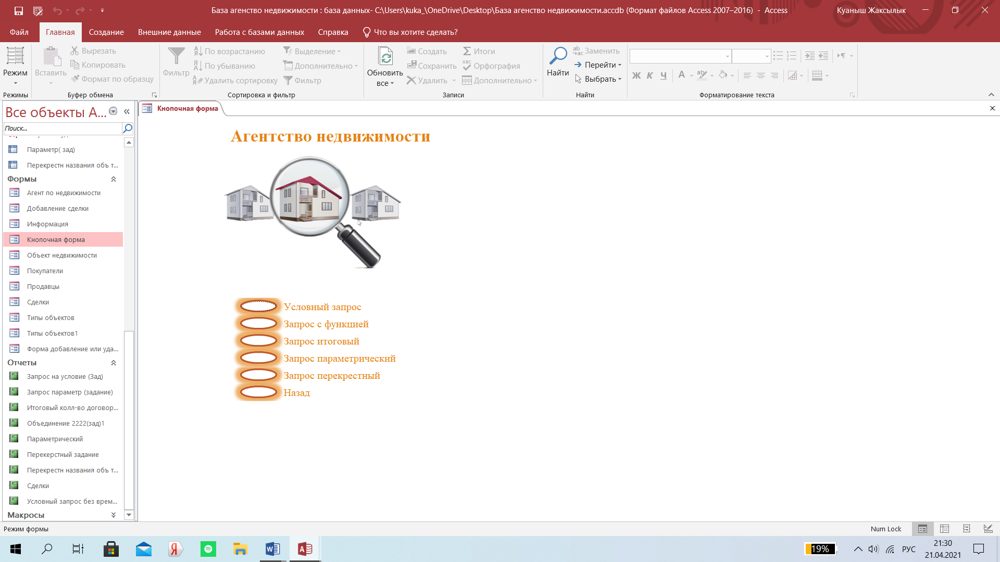 База агенство недвижимости : база данных- C:\Users\kuka_\OneDrive\Desktop\База агенство недвижимости.accdb (Формат файлов Access 2007–2016) - Access
Куаныш Жаксылык
Файл Главная Создание Внешние данные Работа с базами данных Справка Что вы хотите сделать?
Режим
Режимы
Вставить
Вырезать
Копировать
Формат по образцу
Буфер обмена
Фильтр
По возрастанию
По убыванию
Удалить сортировку
Выделение
Дополнительно
Фильтр
Сортировка и фильтр
Обновить
все
Создать
Сохранить
Удалить
Итоги
Орфография
Дополнительно
Записи
Найти
Заменить
Перейти
Выбрать
Найти
Ж К Ч А
Форматирование текста
Все объекты A...
Поиск...
Параметр( зад)
Перекрестн названия объ т...
Формы
Агент по недвижимости
Добавление сделки
Информация
Кнопочная форма
Объект недвижимости
Покупатели
Продавцы
Сделки
Типы объектов
Типы объектов1
Форма добавление или уда...
Отчеты
Запрос на условие (Зад)
Запрос параметр (задание)
Итоговый колл-во договор...
Объединение 2222(зад)1
Параметрический
Перекерстный задание
Перекрестн названия объ т...
Сделки
Условный запрос без врем...
Макросы
Кнопочная форма
Агентство недвижимости
Условный запрос
Запрос с функцией
Запрос итоговый
Запрос параметрический
Запрос перекрестный
Назад
Режим формы
Num Lock
19%
РУС
21:30
21.04.2021